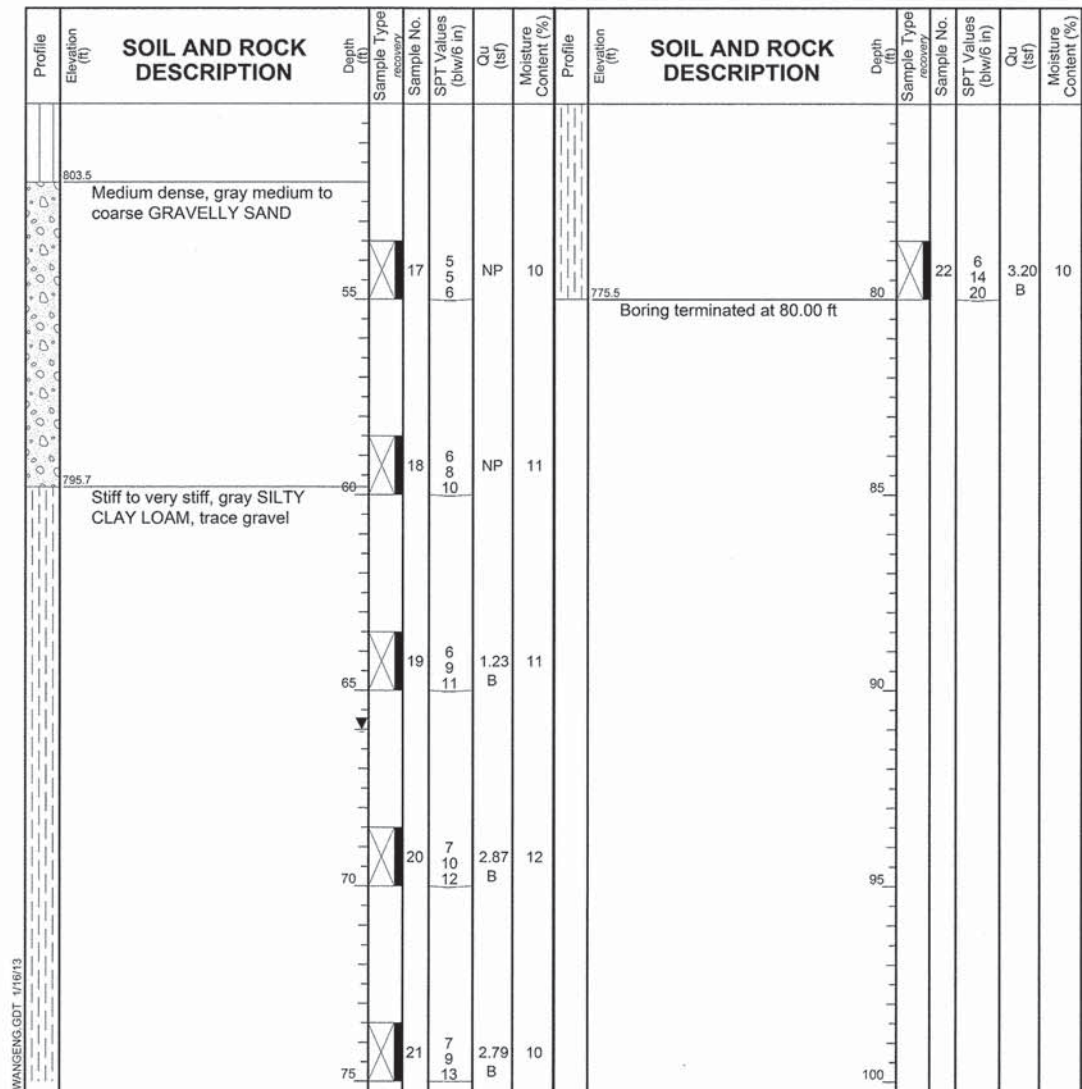 Profile
Elevation
(ft)
SOIL AND ROCK
DESCRIPTION
Depth
(ft)
Sample Type
recovery
Sample No.
SPT Values
(blw/6 in)
Qu
(tsf)
Moisture
Content (%)
Profile
Elevation
(ft)
SOIL AND ROCK
DESCRIPTION
Depth
(ft)
Sample Type
recovery
Sample No.
SPT Values
(blw/6 in)
Qu
(tsf)
Moisture
Content (%)
803.5
Medium dense, gray medium to
coarse GRAVELLY SAND
55
17
5
5
6
NP
10
18
6
8
10
NP
11
795.7
60
Stiff to very stiff, gray SILTY
CLAY LOAM, trace gravel
19
6
9
11
1.23
B
11
65
20
7
10
12
2.87
B
12
70
21
7
9
13
2.79
B
10
75
22
6
14
20
3.20
B
10
775.5
80
Boring terminated at 80.00 ft
85
90
95
100
WANGENG.GDT 1/16/13